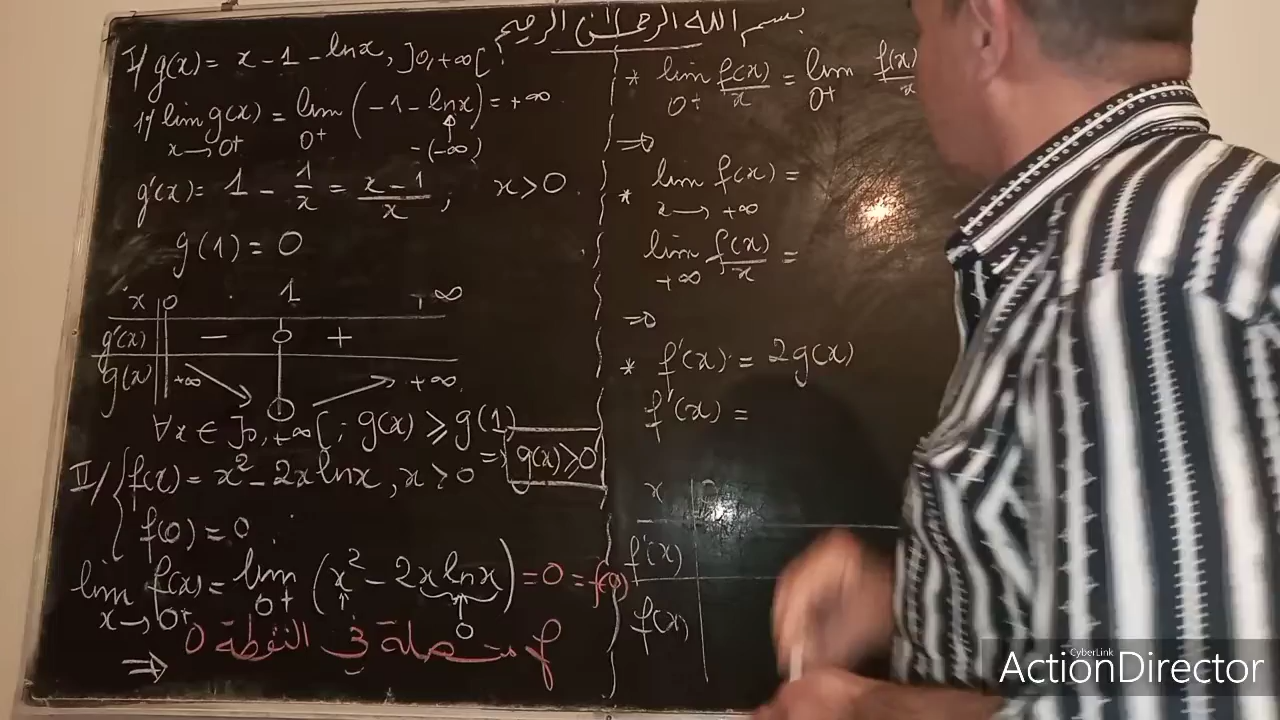 بسم الله الرحمان الرحيم
I/ g(x) = x - 1 - lnx, ]0, +∞[
1°/ lim g(x) = lim (-1 - lnx) = +∞
x → 0+ 0+ -(-∞)
g'(x) = 1 - 1/x = x-1/x ; x > 0
g(1) = 0
x 0 1 +∞
g'(x) - 0 +
g(x) +∞ 0 +∞
∀x ∈ ]0, +∞[ ; g(x) ⩾ g(1)
⇒ g(x) ⩾ 0
II/ { f(x) = x² - 2x lnx, x > 0
f(0) = 0
lim f(x) = lim (x² - 2x lnx) = 0 = f(0)
x → 0+ 0+ 0
⇒ f متصلة في النقطة 0
* lim f(x)/x = lim f(x)/x
0+ 0+
⇒
* lim f(x) =
x → +∞
lim f(x)/x =
+∞
⇒
* f'(x) = 2g(x)
f'(x) =
x 0
f'(x)
f(x)
CyberLink
ActionDirector